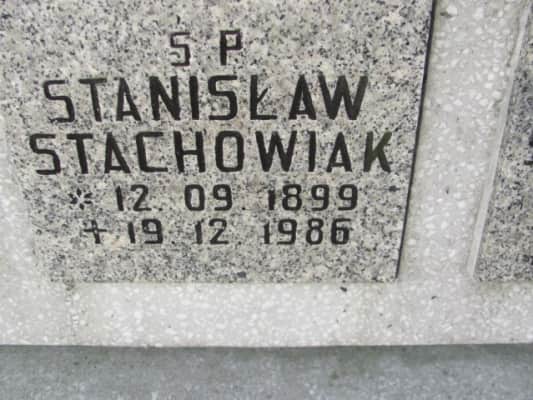 Ś P
STANISŁAW
STACHOWIAK
* 12. 09. 1899
+ 19. 12. 1986